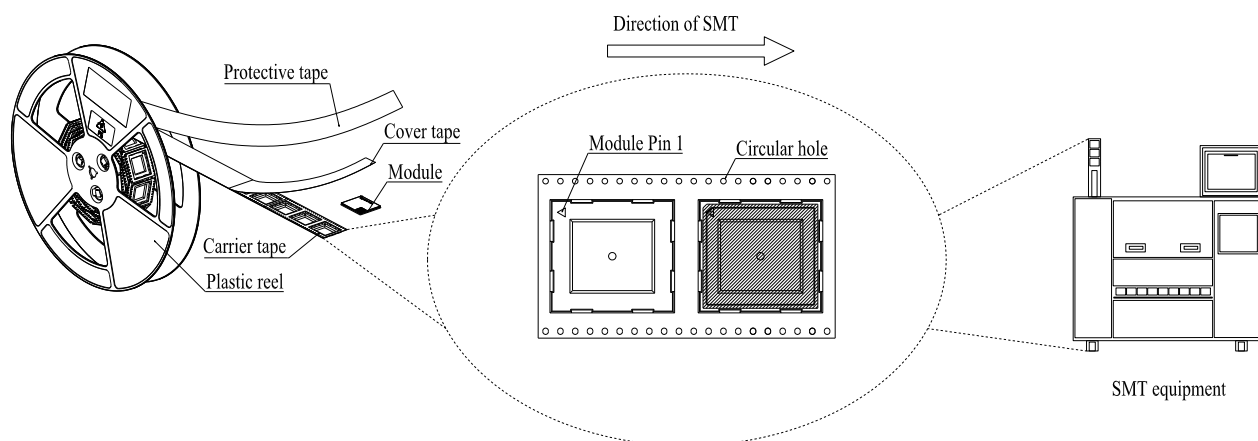 Direction of SMT
Protective tape
Cover tape
Module Pin 1
Circular hole
Module
Carrier tape
Plastic reel
SMT equipment